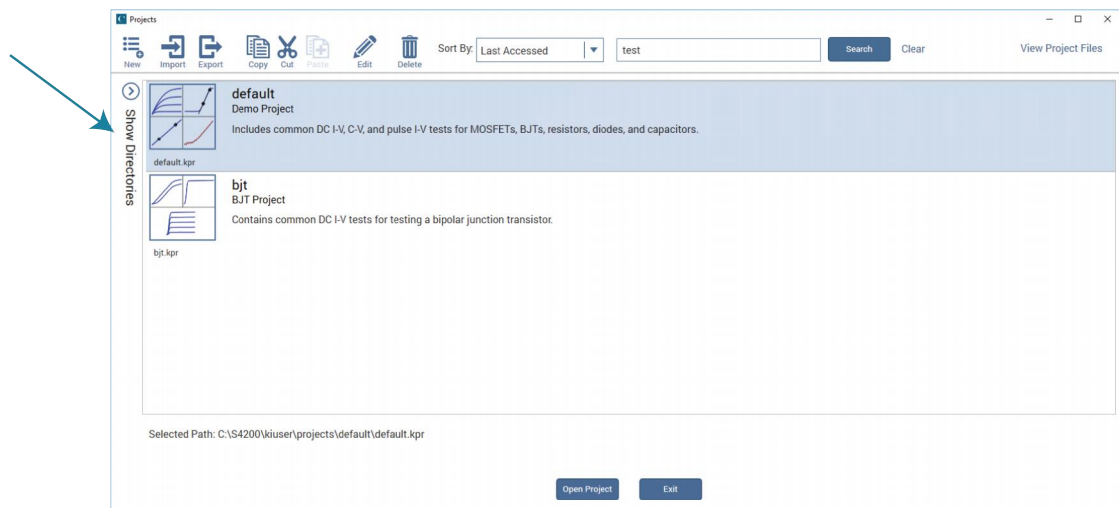 Projects
New
Import
Export
Copy
Cut
Paste
Edit
Delete
Sort By:
Last Accessed
test
Search
Clear
View Project Files
Show Directories
default
Demo Project
Includes common DC I-V, C-V, and pulse I-V tests for MOSFETs, BJTs, resistors, diodes, and capacitors.
default.kpr
bjt
BJT Project
Contains common DC I-V tests for testing a bipolar junction transistor.
bjt.kpr
Selected Path: C:\S4200\kiuser\projects\default\default.kpr
Open Project
Exit